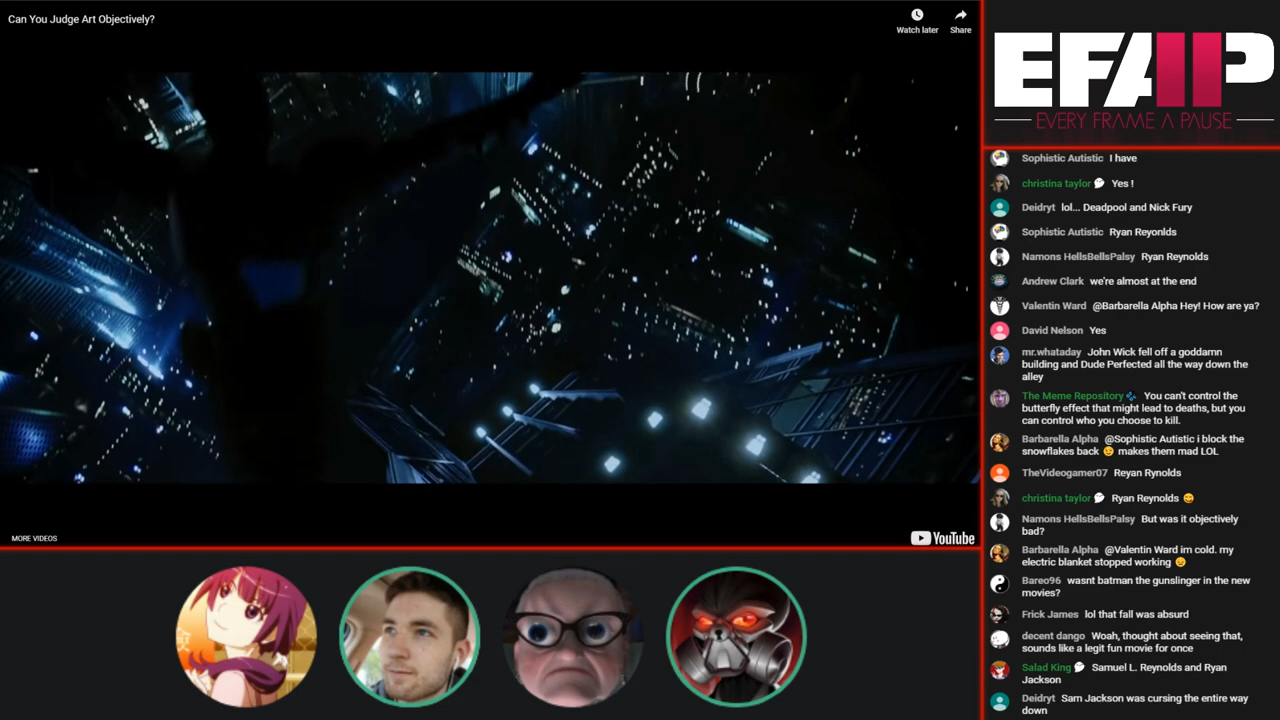 Can You Judge Art Objectively?
Watch later
Share
MORE VIDEOS
YouTube
EFAP
EVERY FRAME A PAUSE
Sophistic Autistic I have
christina taylor Yes !
Deidryt lol... Deadpool and Nick Fury
Sophistic Autistic Ryan Reyonlds
Namons HellsBellsPalsy Ryan Reynolds
Andrew Clark we're almost at the end
Valentin Ward @Barbarella Alpha Hey! How are ya?
David Nelson Yes
mr.whataday John Wick fell off a goddamn
building and Dude Perfected all the way down the
alley
The Meme Repository You can't control the
butterfly effect that might lead to deaths, but you
can control who you choose to kill.
Barbarella Alpha @Sophistic Autistic i block the
snowflakes back 😉 makes them mad LOL
TheVideogamer07 Reyan Rynolds
christina taylor Ryan Reynolds 😋
Namons HellsBellsPalsy But was it objectively
bad?
Barbarella Alpha @Valentin Ward im cold. my
electric blanket stopped working 😖
Bareo96 wasnt batman the gunslinger in the new
movies?
Frick James lol that fall was absurd
decent dango Woah, thought about seeing that,
sounds like a legit fun movie for once
Salad King Samuel L. Reynolds and Ryan
Jackson
Deidryt Sam Jackson was cursing the entire way
down